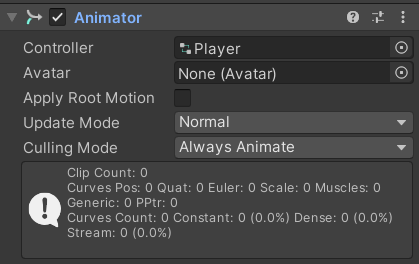 Animator
Controller Player
Avatar None (Avatar)
Apply Root Motion
Update Mode Normal
Culling Mode Always Animate
Clip Count: 0
Curves Pos: 0 Quat: 0 Euler: 0 Scale: 0 Muscles: 0
Generic: 0 PPtr: 0
Curves Count: 0 Constant: 0 (0.0%) Dense: 0 (0.0%)
Stream: 0 (0.0%)